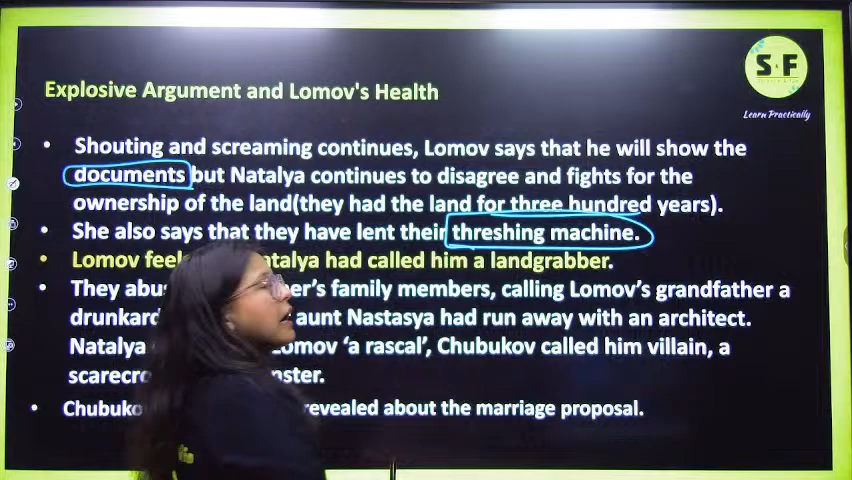 S&F
Learn Practically
Explosive Argument and Lomov's Health
• Shouting and screaming continues, Lomov says that he will show the
documents but Natalya continues to disagree and fights for the
ownership of the land(they had the land for three hundred years).
• She also says that they have lent their threshing machine.
• Lomov feel Natalya had called him a landgrabber.
• They abus er's family members, calling Lomov's grandfather a
drunkard aunt Nastasya had run away with an architect.
Natalya Lomov 'a rascal', Chubukov called him villain, a
scarecro nster.
• Chubuko revealed about the marriage proposal.